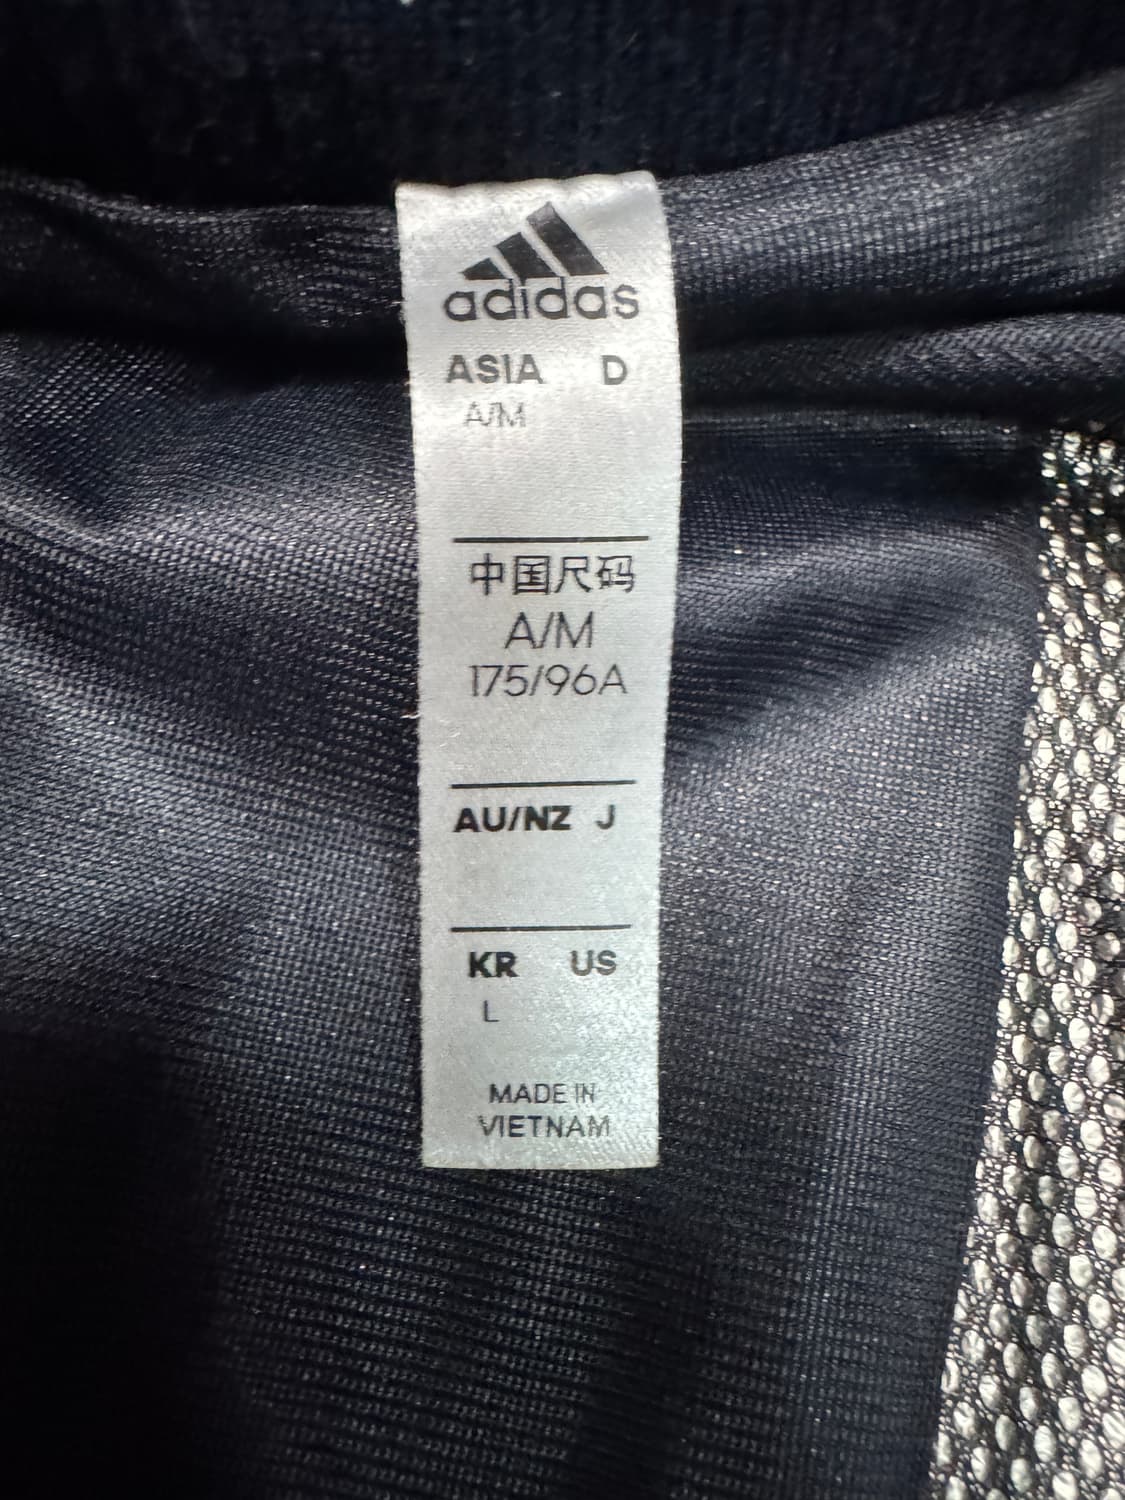 adidas
ASIA D
A/M
中国尺码
A/M
175/96A
AU/NZ J
KR US
L
MADE IN
VIETNAM